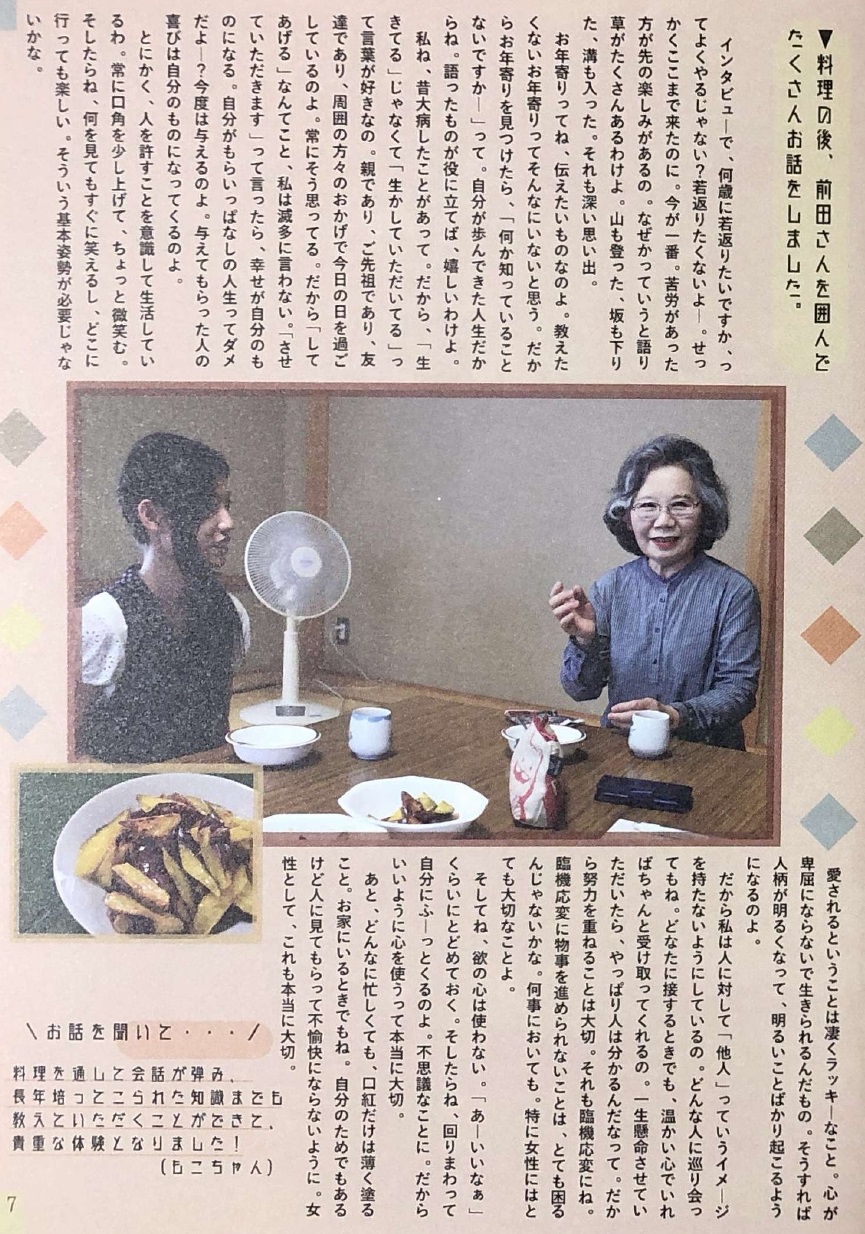 ▼料理の後、前田さんを囲んで
たくさんお話をしました。
インタビューで、何歳に若返りたいですか、っ
てよくやるじゃない？若返りたくないよー。せっ
かくここまで来たのに。今が一番。苦労があった
方が先の楽しみがあるの。なぜかっていうと語り
草がたくさんあるわけよ。山も登った、坂も下り
た、溝も入った。それも深い思い出。
お年寄りってね、伝えたいものなのよ。教えた
くないお年寄りってそんなにいないと思う。だか
らお年寄りを見つけたら、「何か知っていること
ないですか―」って。自分が歩んできた人生だか
らね。語ったものが役に立てば、嬉しいわけよ。
私ね、昔大病したことがあって。だから、「生
きてる」じゃなくて「生かしていただいてる」っ
て言葉が好きなの。親であり、ご先祖であり、友
達であり、周囲の方々のおかげで今日の日を過ご
しているのよ。常にそう思ってる。だから「して
あげる」なんてこと、私は滅多に言わない。「させ
ていただきます」って言ったら、幸せが自分のも
のになる。自分がもらいっぱなしの人生ってダメ
だよ―？今度は与えるのよ。与えてもらった人の
喜びは自分のものになってくるのよ。
とにかく、人を許すことを意識して生活してい
るわ。常に口角を少し上げて、ちょっと微笑む。
そしたらね、何を見てもすぐに笑えるし、どこに
行っても楽しい。そういう基本姿勢が必要じゃな
いかな。
愛されるということは凄くラッキーなこと。心が
卑屈にならないで生きられるんだもの。そうすれば
人柄が明るくなって、明るいことばかり起こるよう
になるのよ。
だから私は人に対して「他人」っていうイメージ
を持たないようにしているの。どんな人に巡り会っ
てもね。どなたに接するときでも、温かい心でいれ
ばちゃんと受け取ってくれるの。一生懸命させてい
ただいたら、やっぱり人は分かるんだなって。だか
ら努力を重ねることは大切。それも臨機応変にね。
臨機応変に物事を進められないことは、とても困る
んじゃないかな。何事においても。特に女性にはと
ても大切なことよ。
そしてね、欲の心は使わない。「あーいいなぁ」
くらいにとどめておく。そしたらね、回りまわって
自分にふーっとくるのよ。不思議なことに。だから
いいように心を使うって本当に大切。
あと、どんなに忙しくても、口紅だけは薄く塗る
こと。お家にいるときでもね。自分のためでもある
けど人に見てもらって不愉快にならないように。女
性として、これも本当に大切。
\お話を聞いて・・・/
料理を通して会話が弾み、
長年培ってこられた知識までも
教えていただくことができて、
貴重な体験となりました！
(もこちゃん)
7